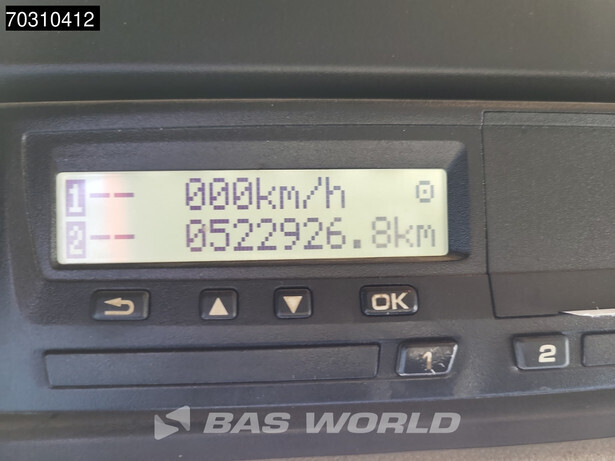 70310412
1-- 000km/h
2-- 0522926.8km
OK
1
2
BAS WORLD